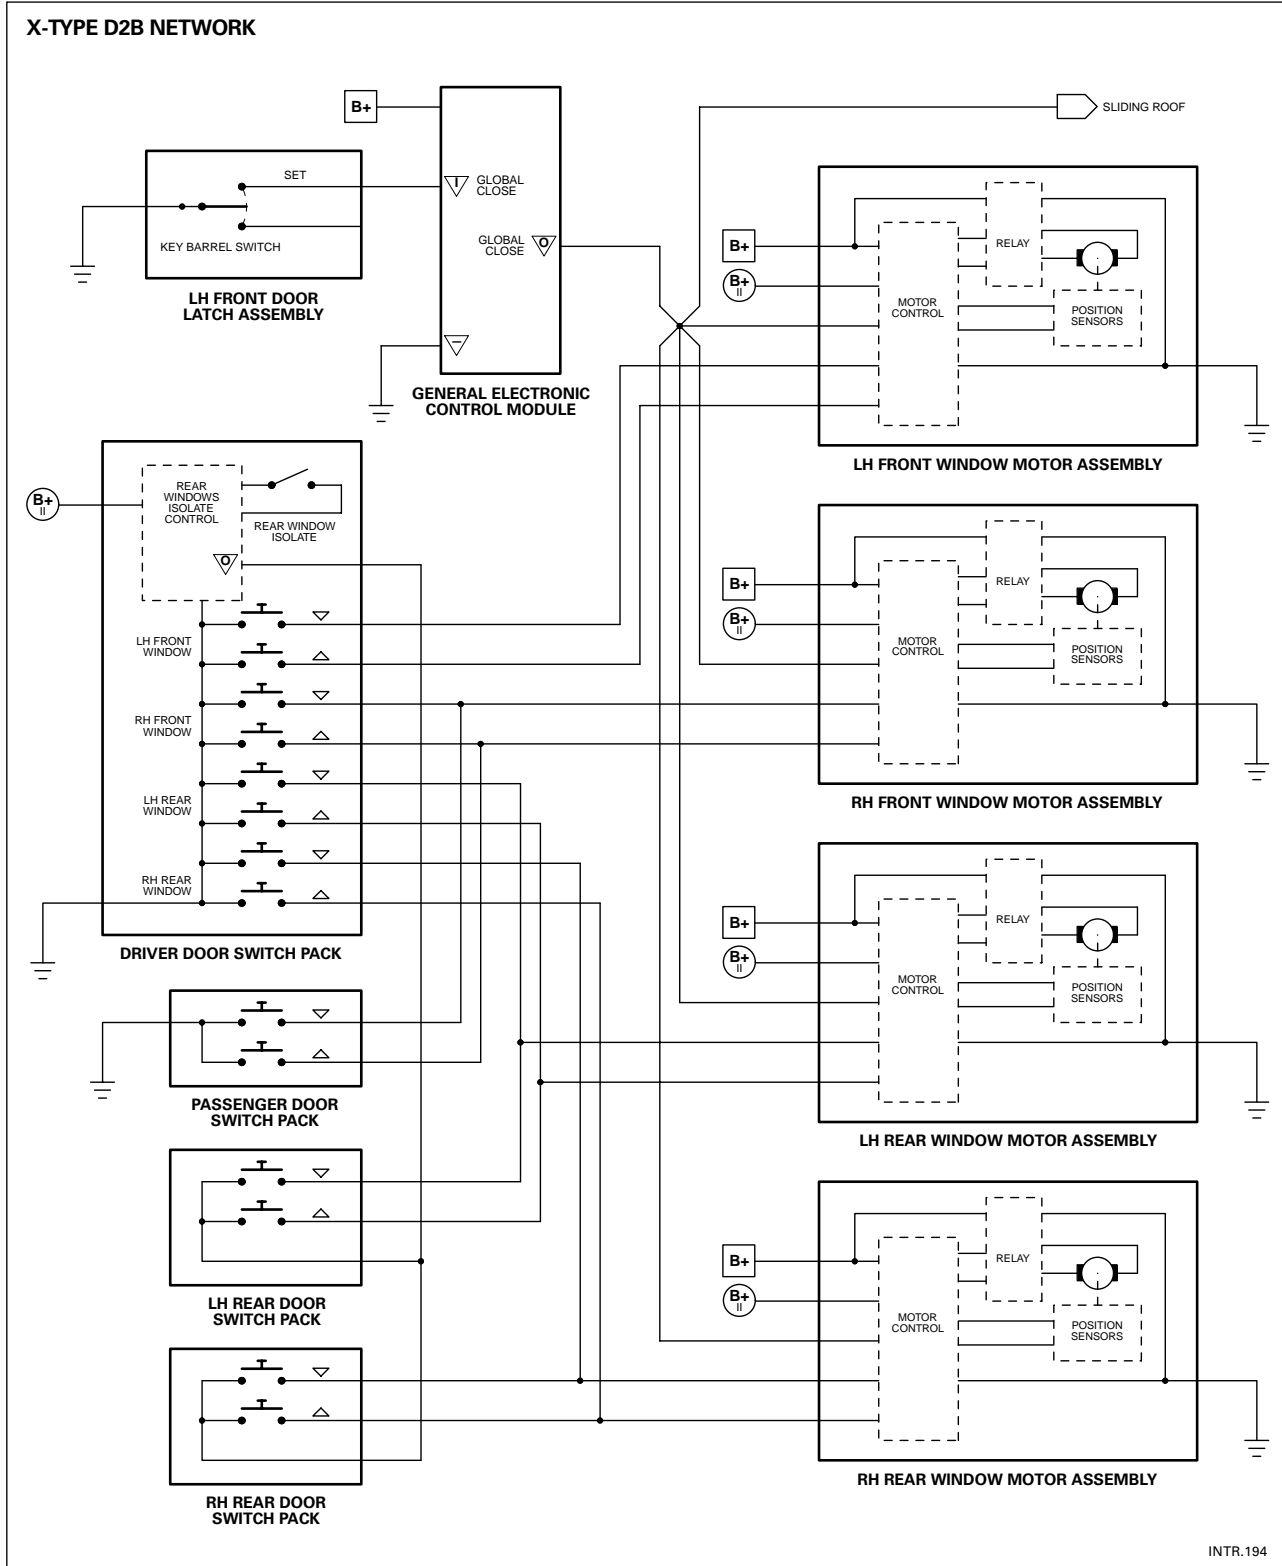 X-TYPE D2B NETWORK
B+
SLIDING ROOF
SET
KEY BARREL SWITCH
LH FRONT DOOR
LATCH ASSEMBLY
I
GLOBAL
CLOSE
GLOBAL
CLOSE
O
GENERAL ELECTRONIC
CONTROL MODULE
B+
B+
II
MOTOR
CONTROL
RELAY
POSITION
SENSORS
LH FRONT WINDOW MOTOR ASSEMBLY
B+
II
REAR
WINDOWS
ISOLATE
CONTROL
REAR WINDOW
ISOLATE
O
LH FRONT
WINDOW
RH FRONT
WINDOW
LH REAR
WINDOW
RH REAR
WINDOW
DRIVER DOOR SWITCH PACK
B+
B+
II
MOTOR
CONTROL
RELAY
POSITION
SENSORS
RH FRONT WINDOW MOTOR ASSEMBLY
PASSENGER DOOR
SWITCH PACK
B+
B+
II
MOTOR
CONTROL
RELAY
POSITION
SENSORS
LH REAR WINDOW MOTOR ASSEMBLY
LH REAR DOOR
SWITCH PACK
B+
B+
II
MOTOR
CONTROL
RELAY
POSITION
SENSORS
RH REAR WINDOW MOTOR ASSEMBLY
RH REAR DOOR
SWITCH PACK
INTR.194